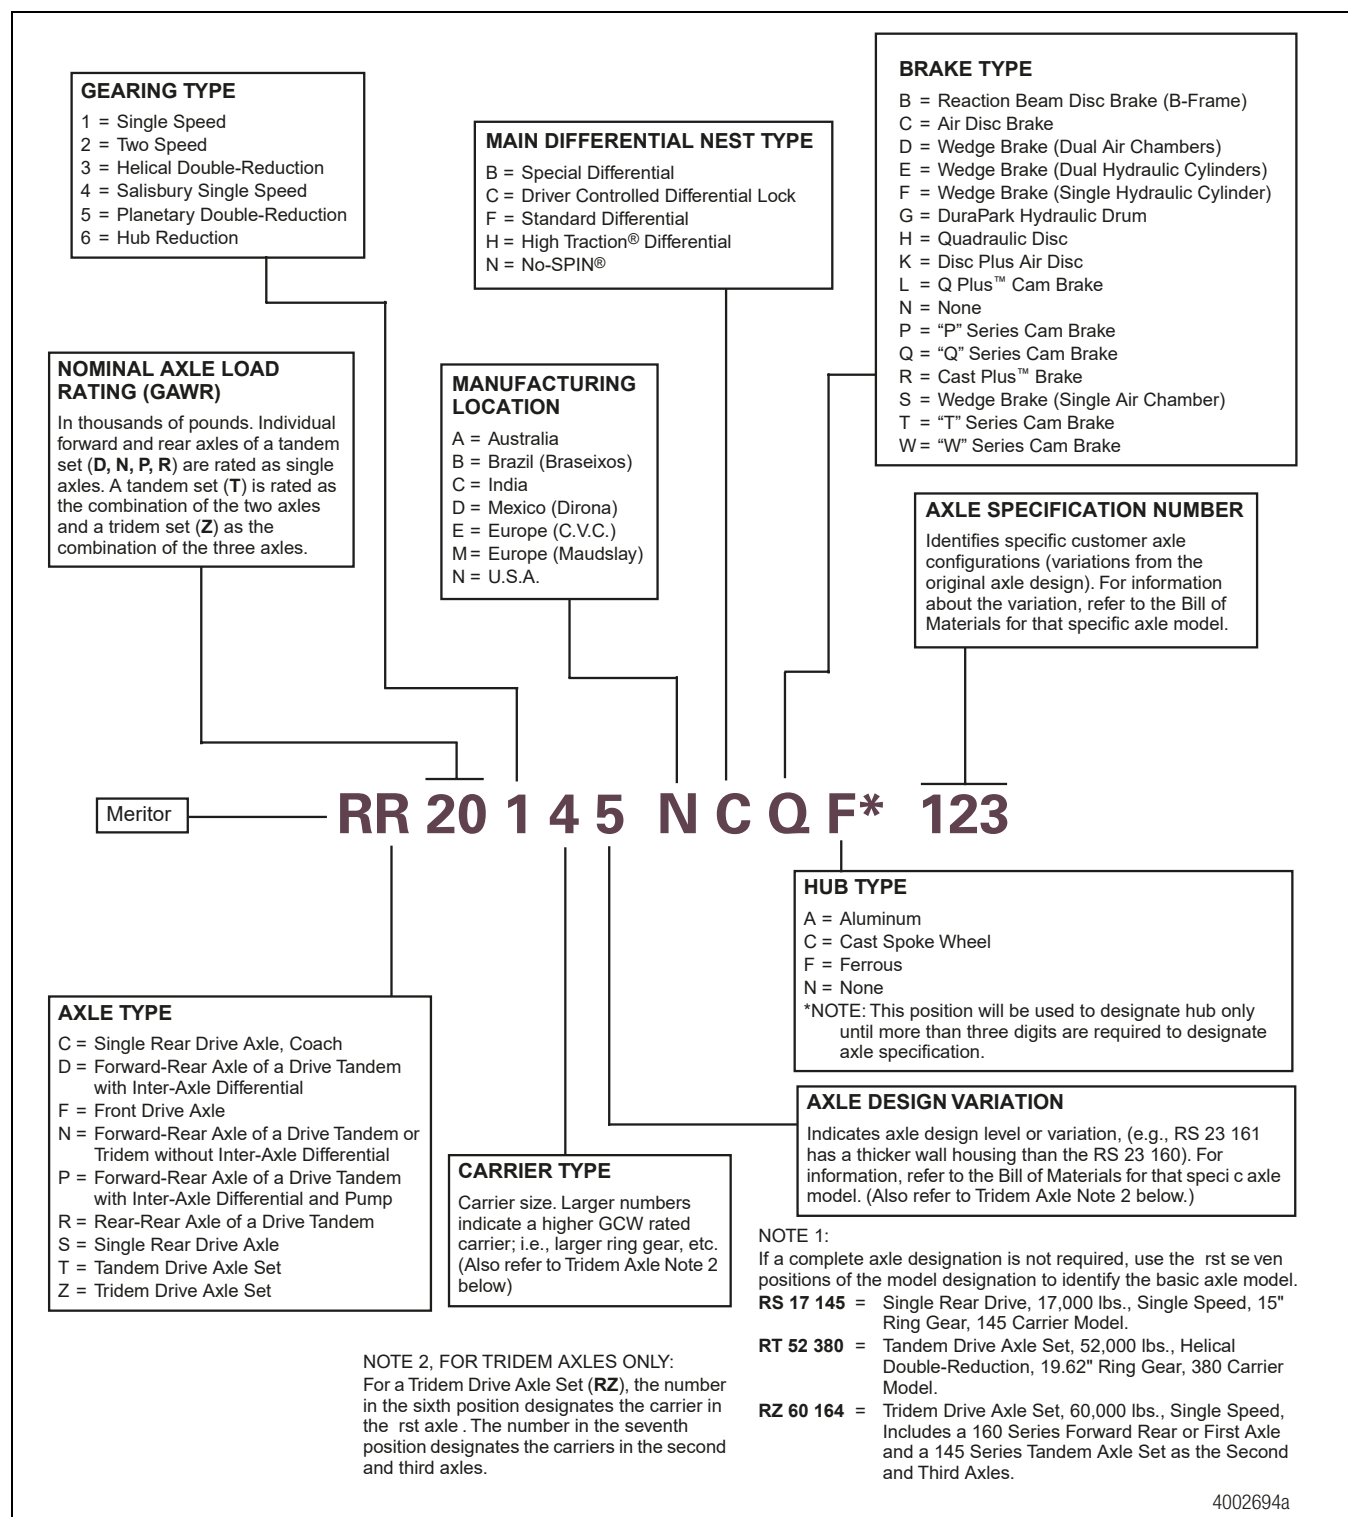 GEARING TYPE
1 = Single Speed
2 = Two Speed
3 = Helical Double-Reduction
4 = Salisbury Single Speed
5 = Planetary Double-Reduction
6 = Hub Reduction
MAIN DIFFERENTIAL NEST TYPE
B = Special Differential
C = Driver Controlled Differential Lock
F = Standard Differential
H = High Traction® Differential
N = No-SPIN®
BRAKE TYPE
B = Reaction Beam Disc Brake (B-Frame)
C = Air Disc Brake
D = Wedge Brake (Dual Air Chambers)
E = Wedge Brake (Dual Hydraulic Cylinders)
F = Wedge Brake (Single Hydraulic Cylinder)
G = DuraPark Hydraulic Drum
H = Quadraulic Disc
K = Disc Plus Air Disc
L = Q Plus™ Cam Brake
N = None
P = “P” Series Cam Brake
Q = “Q” Series Cam Brake
R = Cast Plus™ Brake
S = Wedge Brake (Single Air Chamber)
T = “T” Series Cam Brake
W = “W” Series Cam Brake
NOMINAL AXLE LOAD
RATING (GAWR)
In thousands of pounds. Individual
forward and rear axles of a tandem
set (D, N, P, R) are rated as single
axles. A tandem set (T) is rated as
the combination of the two axles
and a tridem set (Z) as the
combination of the three axles.
MANUFACTURING
LOCATION
A = Australia
B = Brazil (Braseixos)
C = India
D = Mexico (Dirona)
E = Europe (C.V.C.)
M = Europe (Maudslay)
N = U.S.A.
AXLE SPECIFICATION NUMBER
Identifies specific customer axle
configurations (variations from the
original axle design). For information
about the variation, refer to the Bill of
Materials for that specific axle model.
Meritor
RR 20 1 4 5 N C Q F* 123
HUB TYPE
A = Aluminum
C = Cast Spoke Wheel
F = Ferrous
N = None
*NOTE: This position will be used to designate hub only
until more than three digits are required to designate
axle specification.
AXLE TYPE
C = Single Rear Drive Axle, Coach
D = Forward-Rear Axle of a Drive Tandem
with Inter-Axle Differential
F = Front Drive Axle
N = Forward-Rear Axle of a Drive Tandem or
Tridem without Inter-Axle Differential
P = Forward-Rear Axle of a Drive Tandem
with Inter-Axle Differential and Pump
R = Rear-Rear Axle of a Drive Tandem
S = Single Rear Drive Axle
T = Tandem Drive Axle Set
Z = Tridem Drive Axle Set
CARRIER TYPE
Carrier size. Larger numbers
indicate a higher GCW rated
carrier; i.e., larger ring gear, etc.
(Also refer to Tridem Axle Note 2
below)
AXLE DESIGN VARIATION
Indicates axle design level or variation, (e.g., RS 23 161
has a thicker wall housing than the RS 23 160). For
information, refer to the Bill of Materials for that speci c axle
model. (Also refer to Tridem Axle Note 2 below.)
NOTE 1:
If a complete axle designation is not required, use the rst se ven
positions of the model designation to identify the basic axle model.
RS 17 145 = Single Rear Drive, 17,000 lbs., Single Speed, 15"
Ring Gear, 145 Carrier Model.
RT 52 380 = Tandem Drive Axle Set, 52,000 lbs., Helical
Double-Reduction, 19.62" Ring Gear, 380 Carrier
Model.
RZ 60 164 = Tridem Drive Axle Set, 60,000 lbs., Single Speed,
Includes a 160 Series Forward Rear or First Axle
and a 145 Series Tandem Axle Set as the Second
and Third Axles.
NOTE 2, FOR TRIDEM AXLES ONLY:
For a Tridem Drive Axle Set (RZ), the number
in the sixth position designates the carrier in
the rst axle . The number in the seventh
position designates the carriers in the second
and third axles.
4002694a